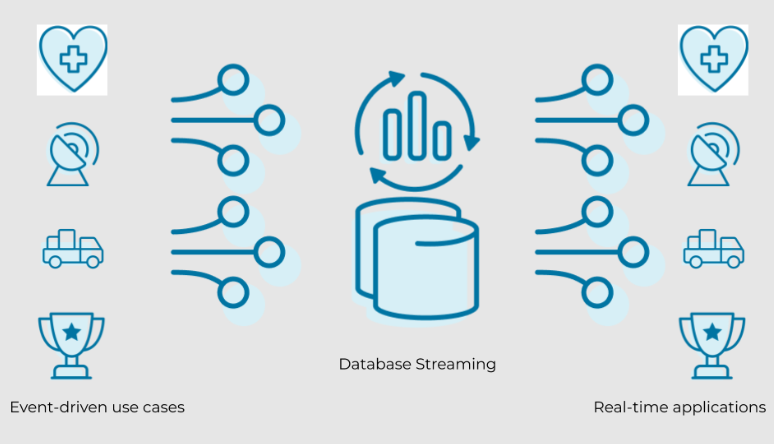 Database Streaming
Event-driven use cases
Real-time applications